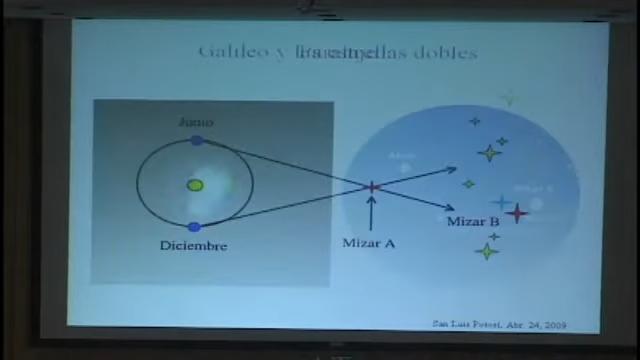 Galileo y las estrellas dobles
Junio
Mizar B
Mizar A
Diciembre
San Luis Potosí, Abr. 24, 2009